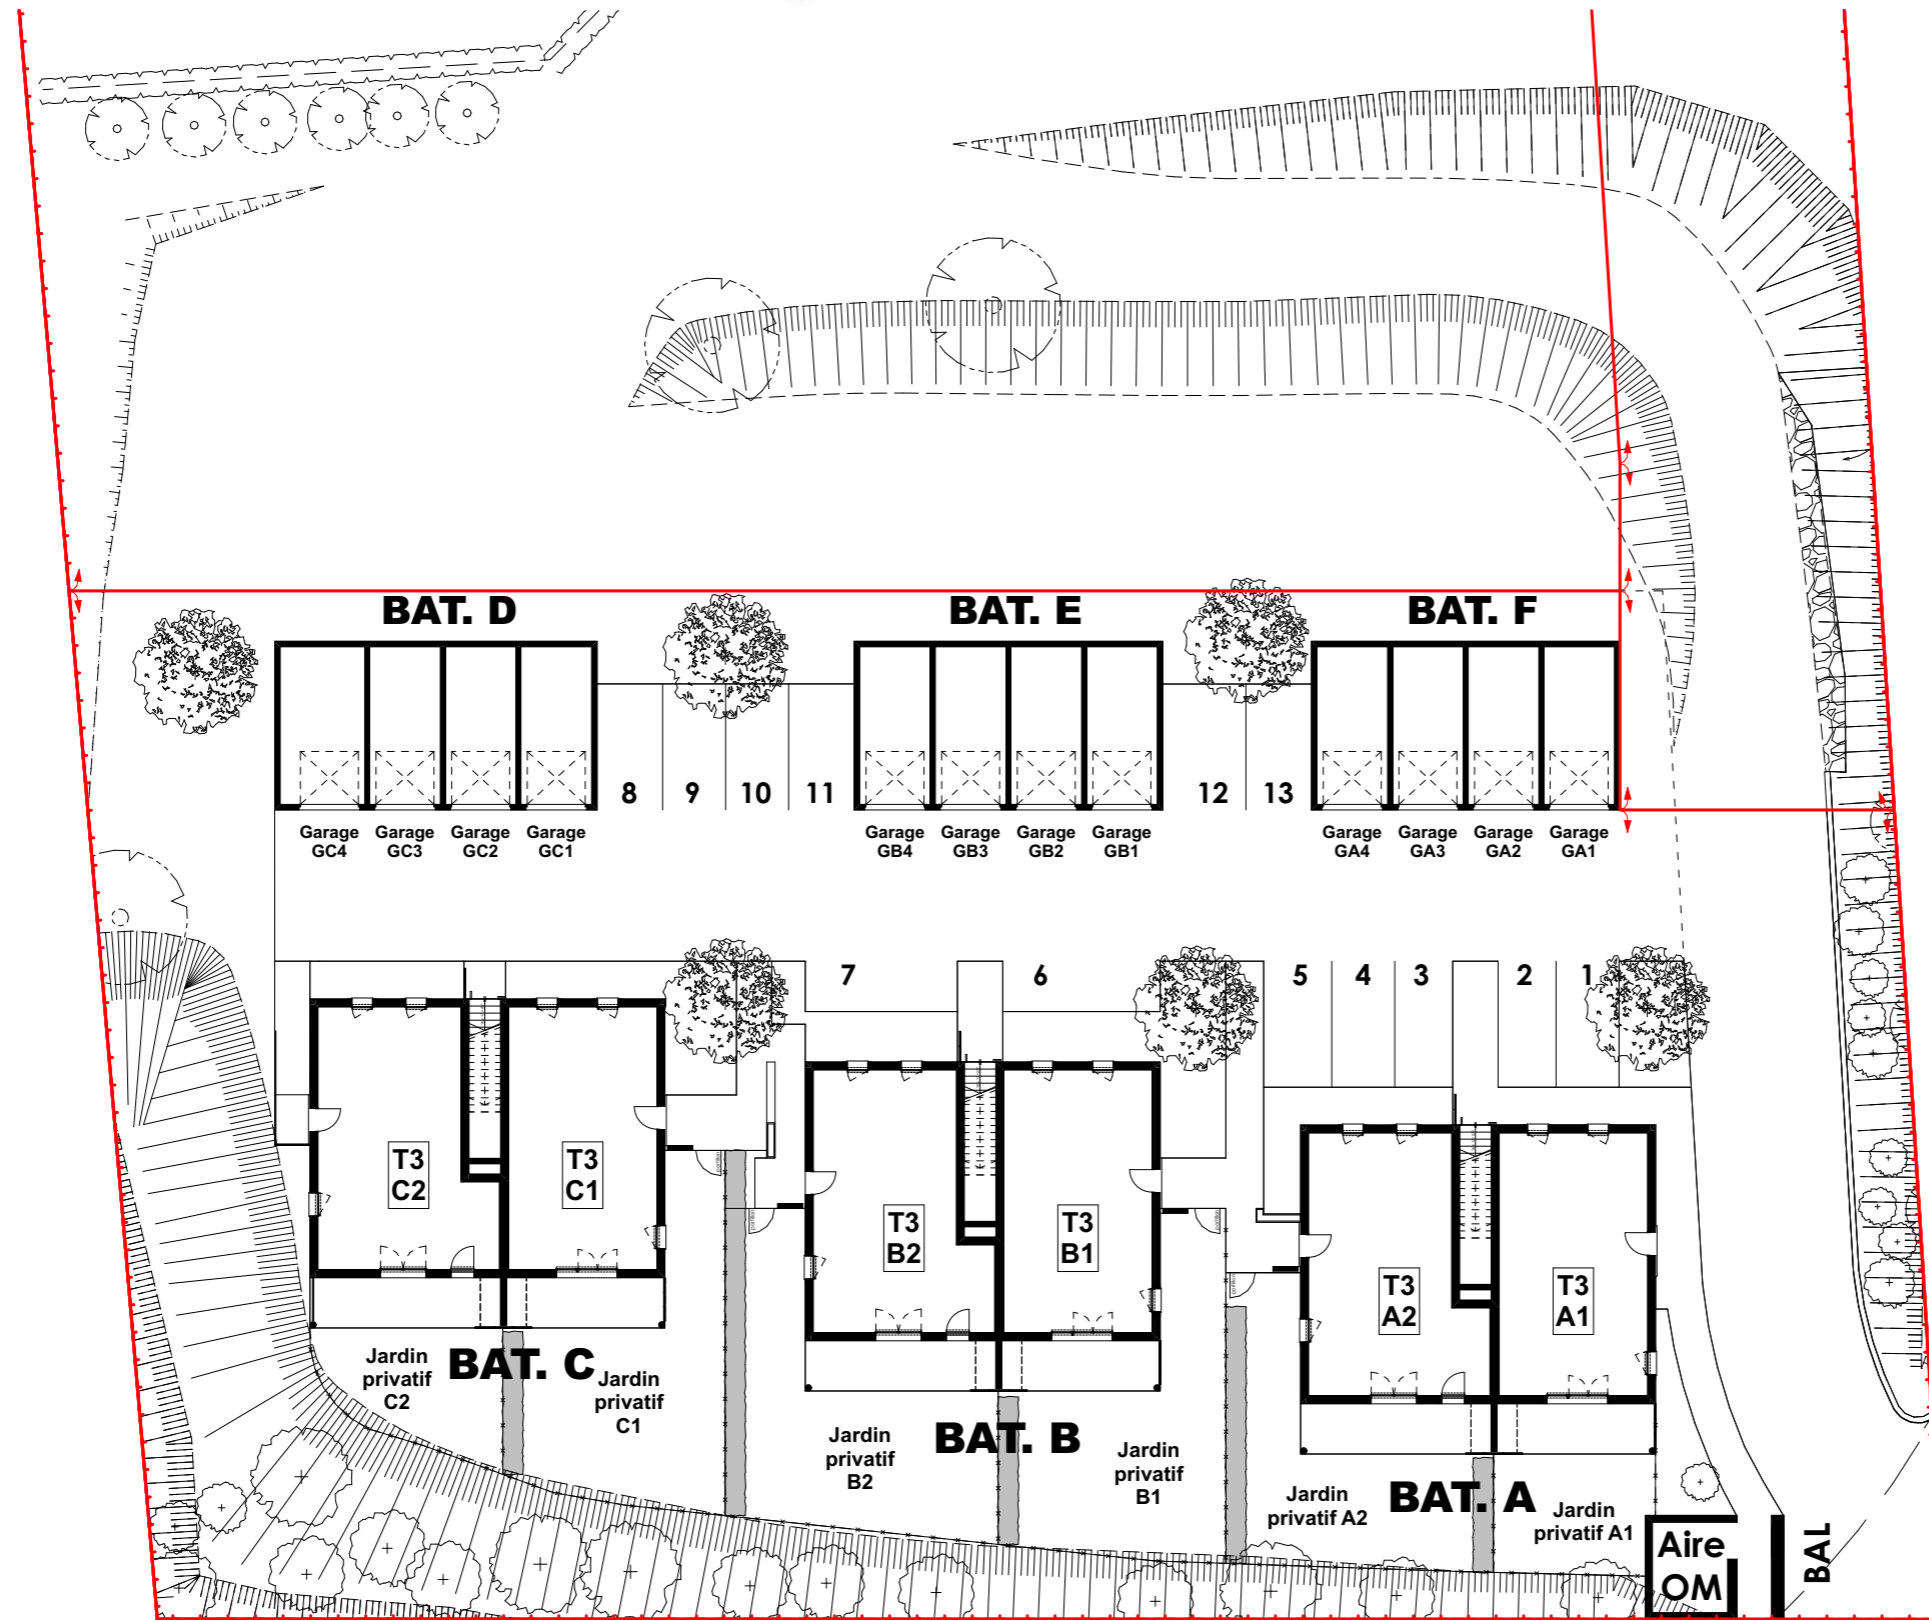 BAT. D
BAT. E
BAT. F
8
9
10
11
12
13
Garage
GC4
Garage
GC3
Garage
GC2
Garage
GC1
Garage
GB4
Garage
GB3
Garage
GB2
Garage
GB1
Garage
GA4
Garage
GA3
Garage
GA2
Garage
GA1
7
6
5
4
3
2
1
T3
C2
T3
C1
T3
B2
T3
B1
T3
A2
T3
A1
portillon
portillon
portillon
portillon
Jardin
privatif
C2
BAT. C
Jardin
privatif
C1
Jardin
privatif
B2
BAT. B
Jardin
privatif
B1
Jardin
privatif A2
BAT. A
Jardin
privatif A1
Aire
OM
BAL